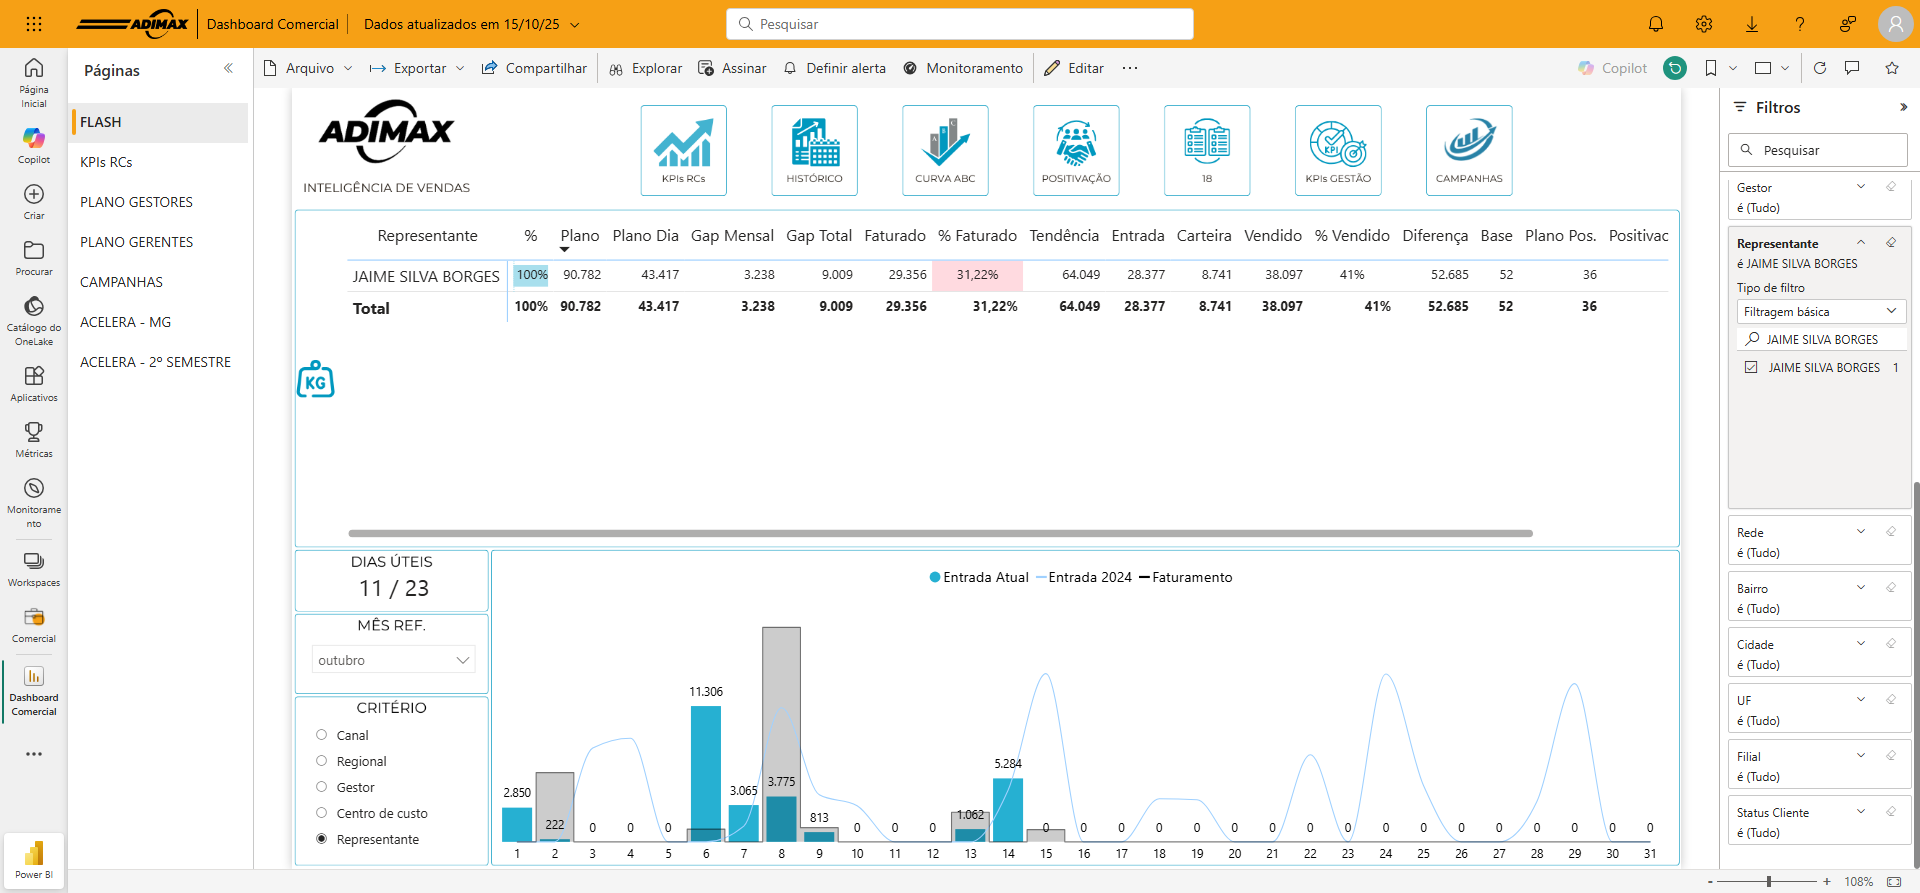 ADIMAX Dashboard Comercial Dados atualizados em 15/10/25
Pesquisar
Página Inicial
Copilot
Criar
Procurar
Catálogo do OneLake
Aplicativos
Métricas
Monitoramento
Workspaces
Comercial
Dashboard Comercial
Power BI
Páginas
FLASH
KPIs RCs
PLANO GESTORES
PLANO GERENTES
CAMPANHAS
ACELERA - MG
ACELERA - 2º SEMESTRE
Arquivo Exportar Compartilhar Explorar Assinar Definir alerta Monitoramento Editar Copilot
ADIMAX
INTELIGÊNCIA DE VENDAS
KPIs RCs HISTÓRICO CURVA ABC POSITIVAÇÃO 18 KPIs GESTÃO CAMPANHAS
A B C
KPI
Representante % Plano Plano Dia Gap Mensal Gap Total Faturado % Faturado Tendência Entrada Carteira Vendido % Vendido Diferença Base Plano Pos. Positivac
JAIME SILVA BORGES 100% 90.782 43.417 3.238 9.009 29.356 31,22% 64.049 28.377 8.741 38.097 41% 52.685 52 36
Total 100% 90.782 43.417 3.238 9.009 29.356 31,22% 64.049 28.377 8.741 38.097 41% 52.685 52 36
KG
DIAS ÚTEIS
11 / 23
MÊS REF.
outubro
CRITÉRIO
Canal
Regional
Gestor
Centro de custo
Representante
Entrada Atual Entrada 2024 Faturamento
2.850 222 0 0 0 11.306 3.065 3.775 813 0 0 0 1.062 5.284 0 0 0 0 0 0 0 0 0 0 0 0 0 0 0 0 0
1 2 3 4 5 6 7 8 9 10 11 12 13 14 15 16 17 18 19 20 21 22 23 24 25 26 27 28 29 30 31
Filtros
Pesquisar
Gestor
é (Tudo)
Representante
é JAIME SILVA BORGES
Tipo de filtro
Filtragem básica
JAIME SILVA BORGES
JAIME SILVA BORGES 1
Rede
é (Tudo)
Bairro
é (Tudo)
Cidade
é (Tudo)
UF
é (Tudo)
Filial
é (Tudo)
Status Cliente
é (Tudo)
- + 108%